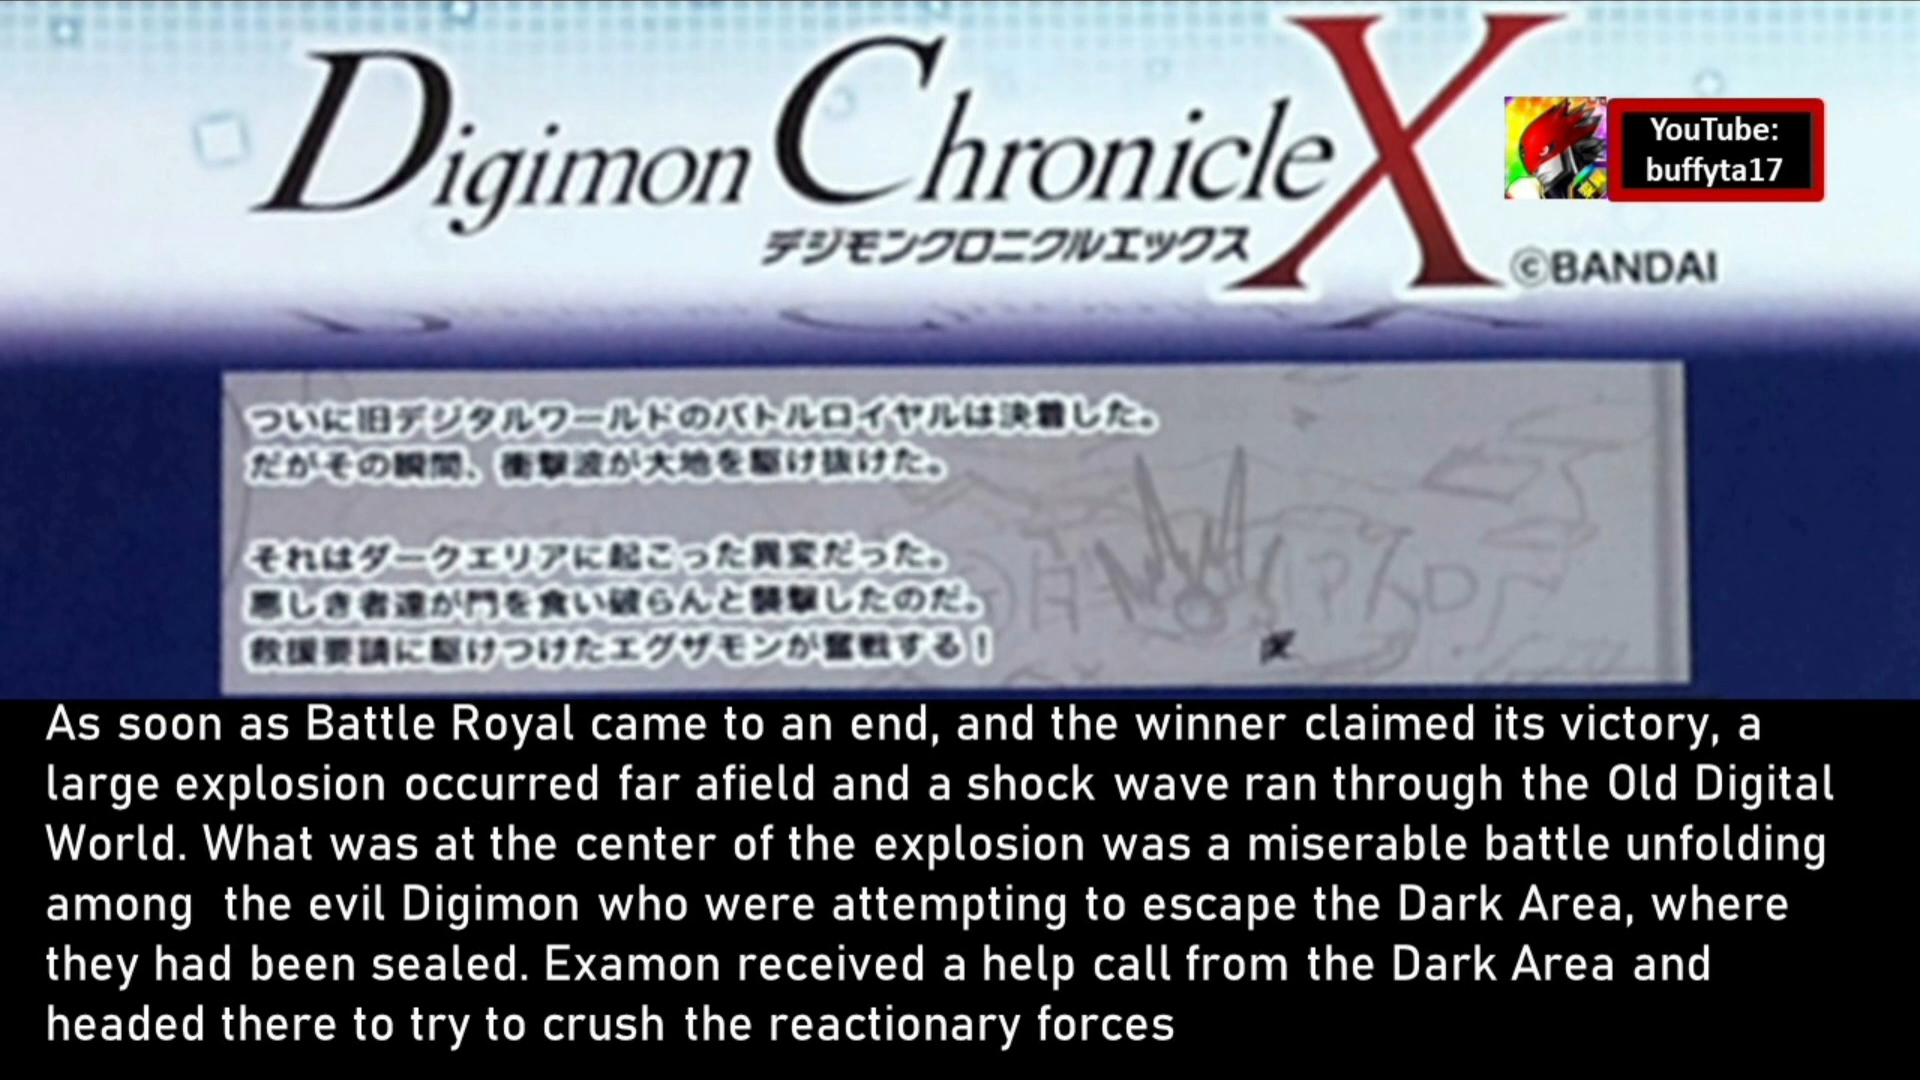 Digimon Chronicle X
デジモンクロニクルエックス
YouTube:
buffyta17
©BANDAI
ついに旧デジタルワールドのバトルロイヤルは決着した。
だがその瞬間、衝撃波が大地を駆け抜けた。
それはダークエリアに起こった異変だった。
悪しき者達が門を食い破らんと襲撃したのだ。
救援要請に駆けつけたエグザモンが奮戦する！
As soon as Battle Royal came to an end, and the winner claimed its victory, a
large explosion occurred far afield and a shock wave ran through the Old Digital
World. What was at the center of the explosion was a miserable battle unfolding
among the evil Digimon who were attempting to escape the Dark Area, where
they had been sealed. Examon received a help call from the Dark Area and
headed there to try to crush the reactionary forces